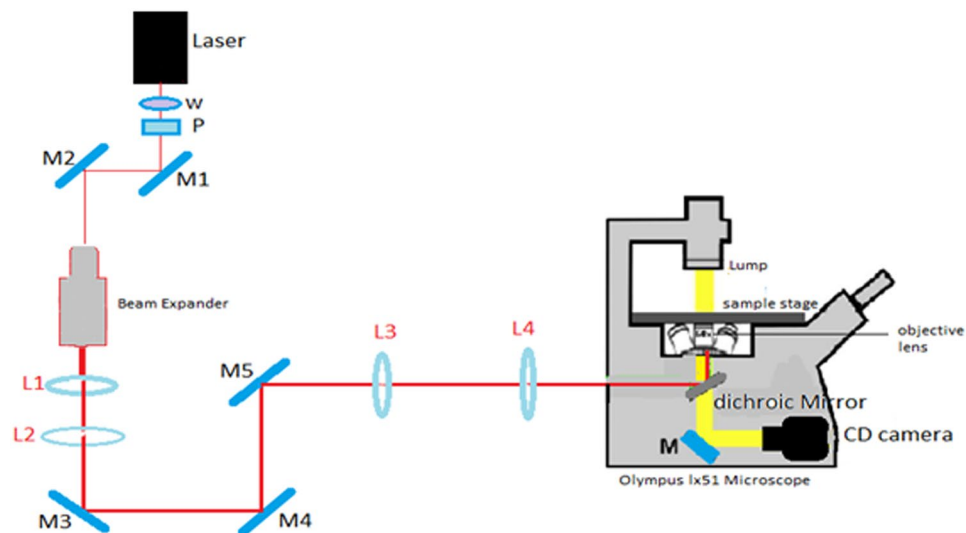 Laser
W
P
M2
M1
Beam Expander
L1
L2
M3
M4
M5
L3
L4
Lump
sample stage
objective
lens
dichroic Mirror
M
CD camera
Olympus lx51 Microscope